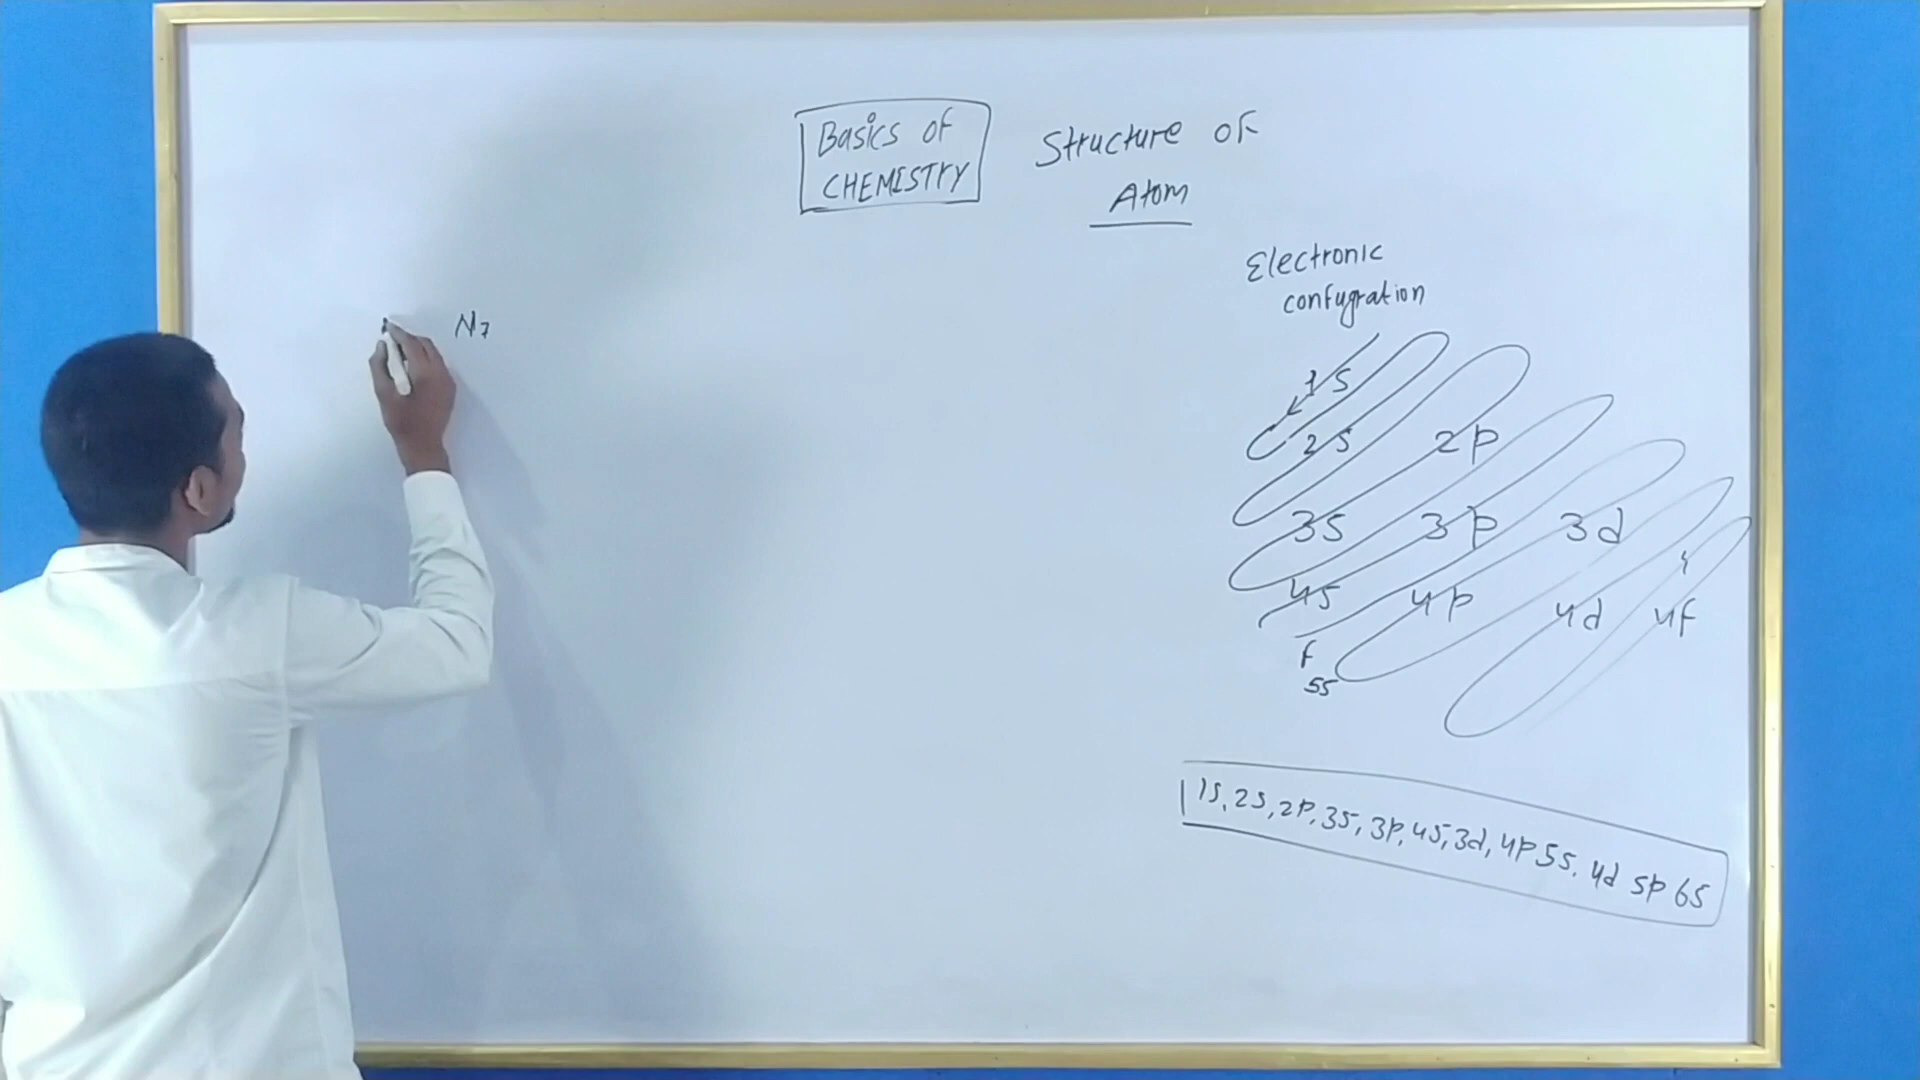 Basics of
CHEMISTRY
Structure of
Atom
Electronic
confugration
N7
1s
2s 2p
3s 3p 3d
4s 4p 4d 4f
5s
1s, 2s, 2p, 3s, 3p, 4s, 3d, 4p 5s, 4d 5p 6s